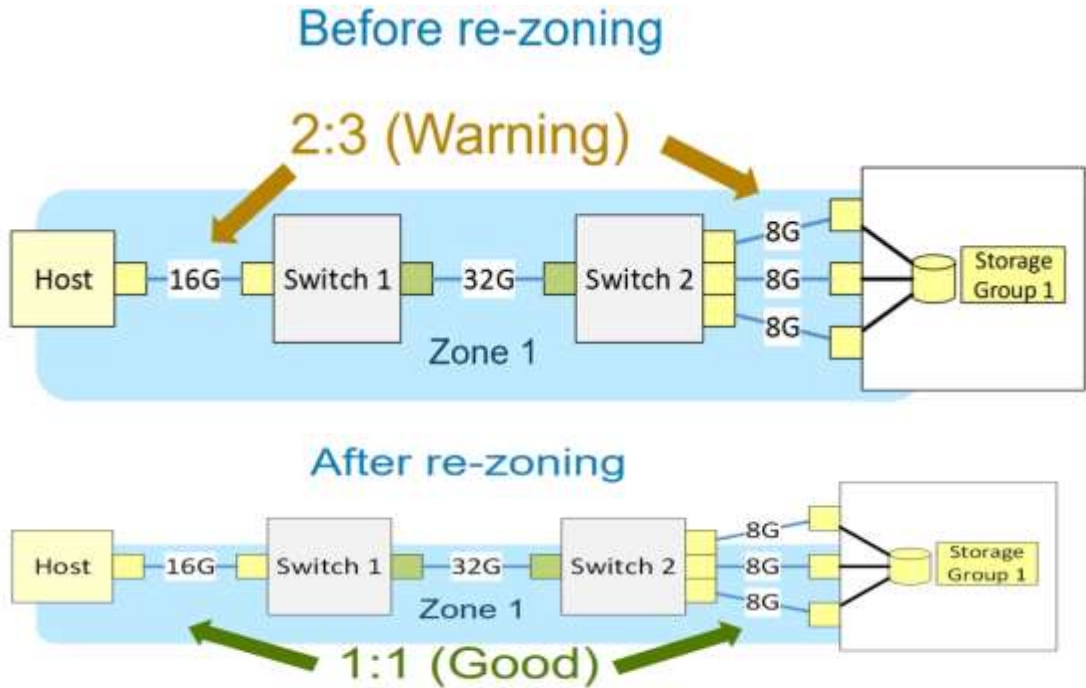 Before re-zoning
2:3 (Warning)
8G
Host
16G
Switch 1
32G
Switch 2
8G
Storage
Group 1
8G
Zone 1
After re-zoning
8G
Host
16G
Switch 1
32G
Switch 2
8G
Storage
Group 1
8G
Zone 1
1:1 (Good)